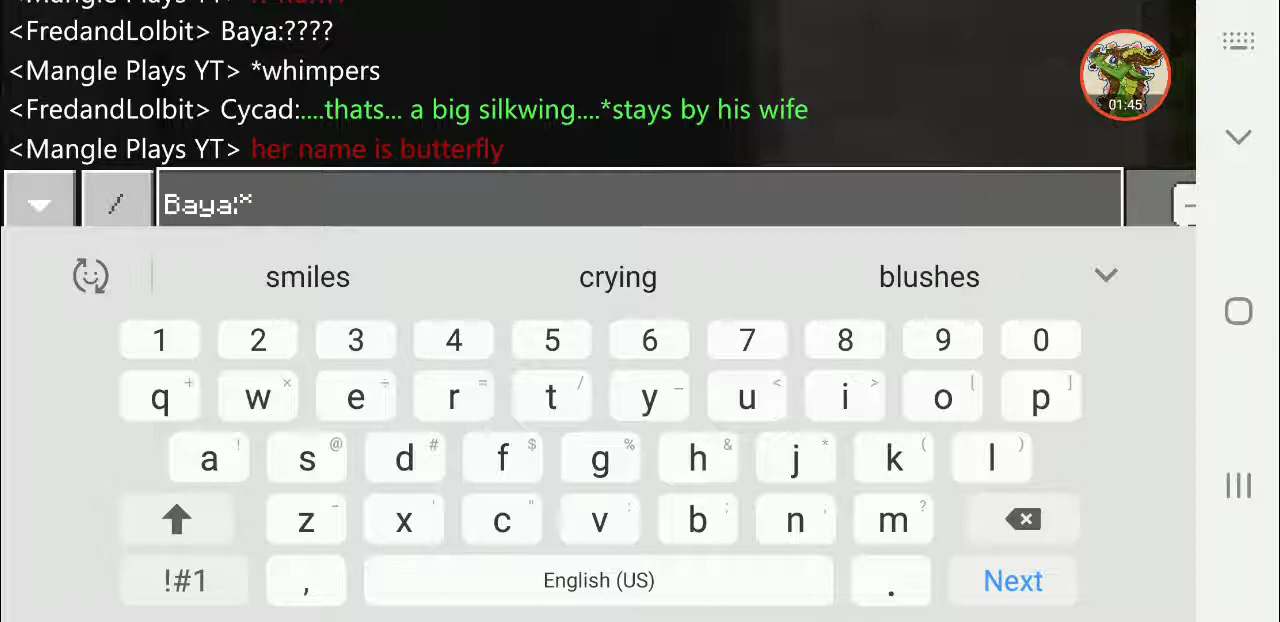 <FredandLolbit> Baya:????
<Mangle Plays YT> *whimpers
<FredandLolbit> Cycad:....thats... a big silkwing....*stays by his wife
01:45
<Mangle Plays YT> her name is butterfly
/ Baya:*
smiles crying blushes
1 2 3 4 5 6 7 8 9 0
q w e r t y u i o p
a s d f g h j k l
z x c v b n m
!#1 , English (US) . Next